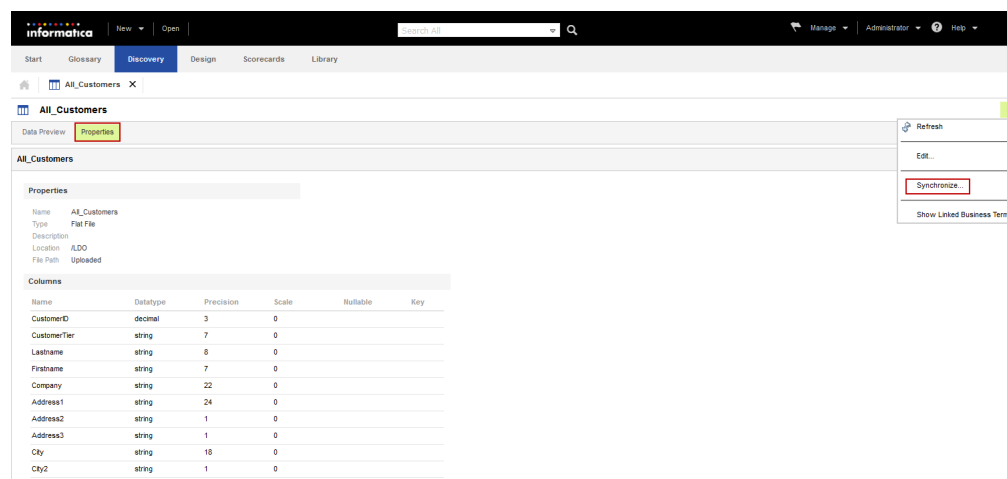 informatica New Open Search All Manage Administrator ? Help
Start Glossary Discovery Design Scorecards Library
All_Customers X
All_Customers
Data Preview Properties
Refresh
All_Customers
Edit...
Synchronize...
Show Linked Business Term
Properties
Name All_Customers
Type Flat File
Description
Location /LDO
File Path Uploaded
Columns
Name Datatype Precision Scale Nullable Key
CustomerID decimal 3 0
CustomerTier string 7 0
Lastname string 8 0
Firstname string 7 0
Company string 22 0
Address1 string 24 0
Address2 string 1 0
Address3 string 1 0
City string 18 0
City2 string 1 0